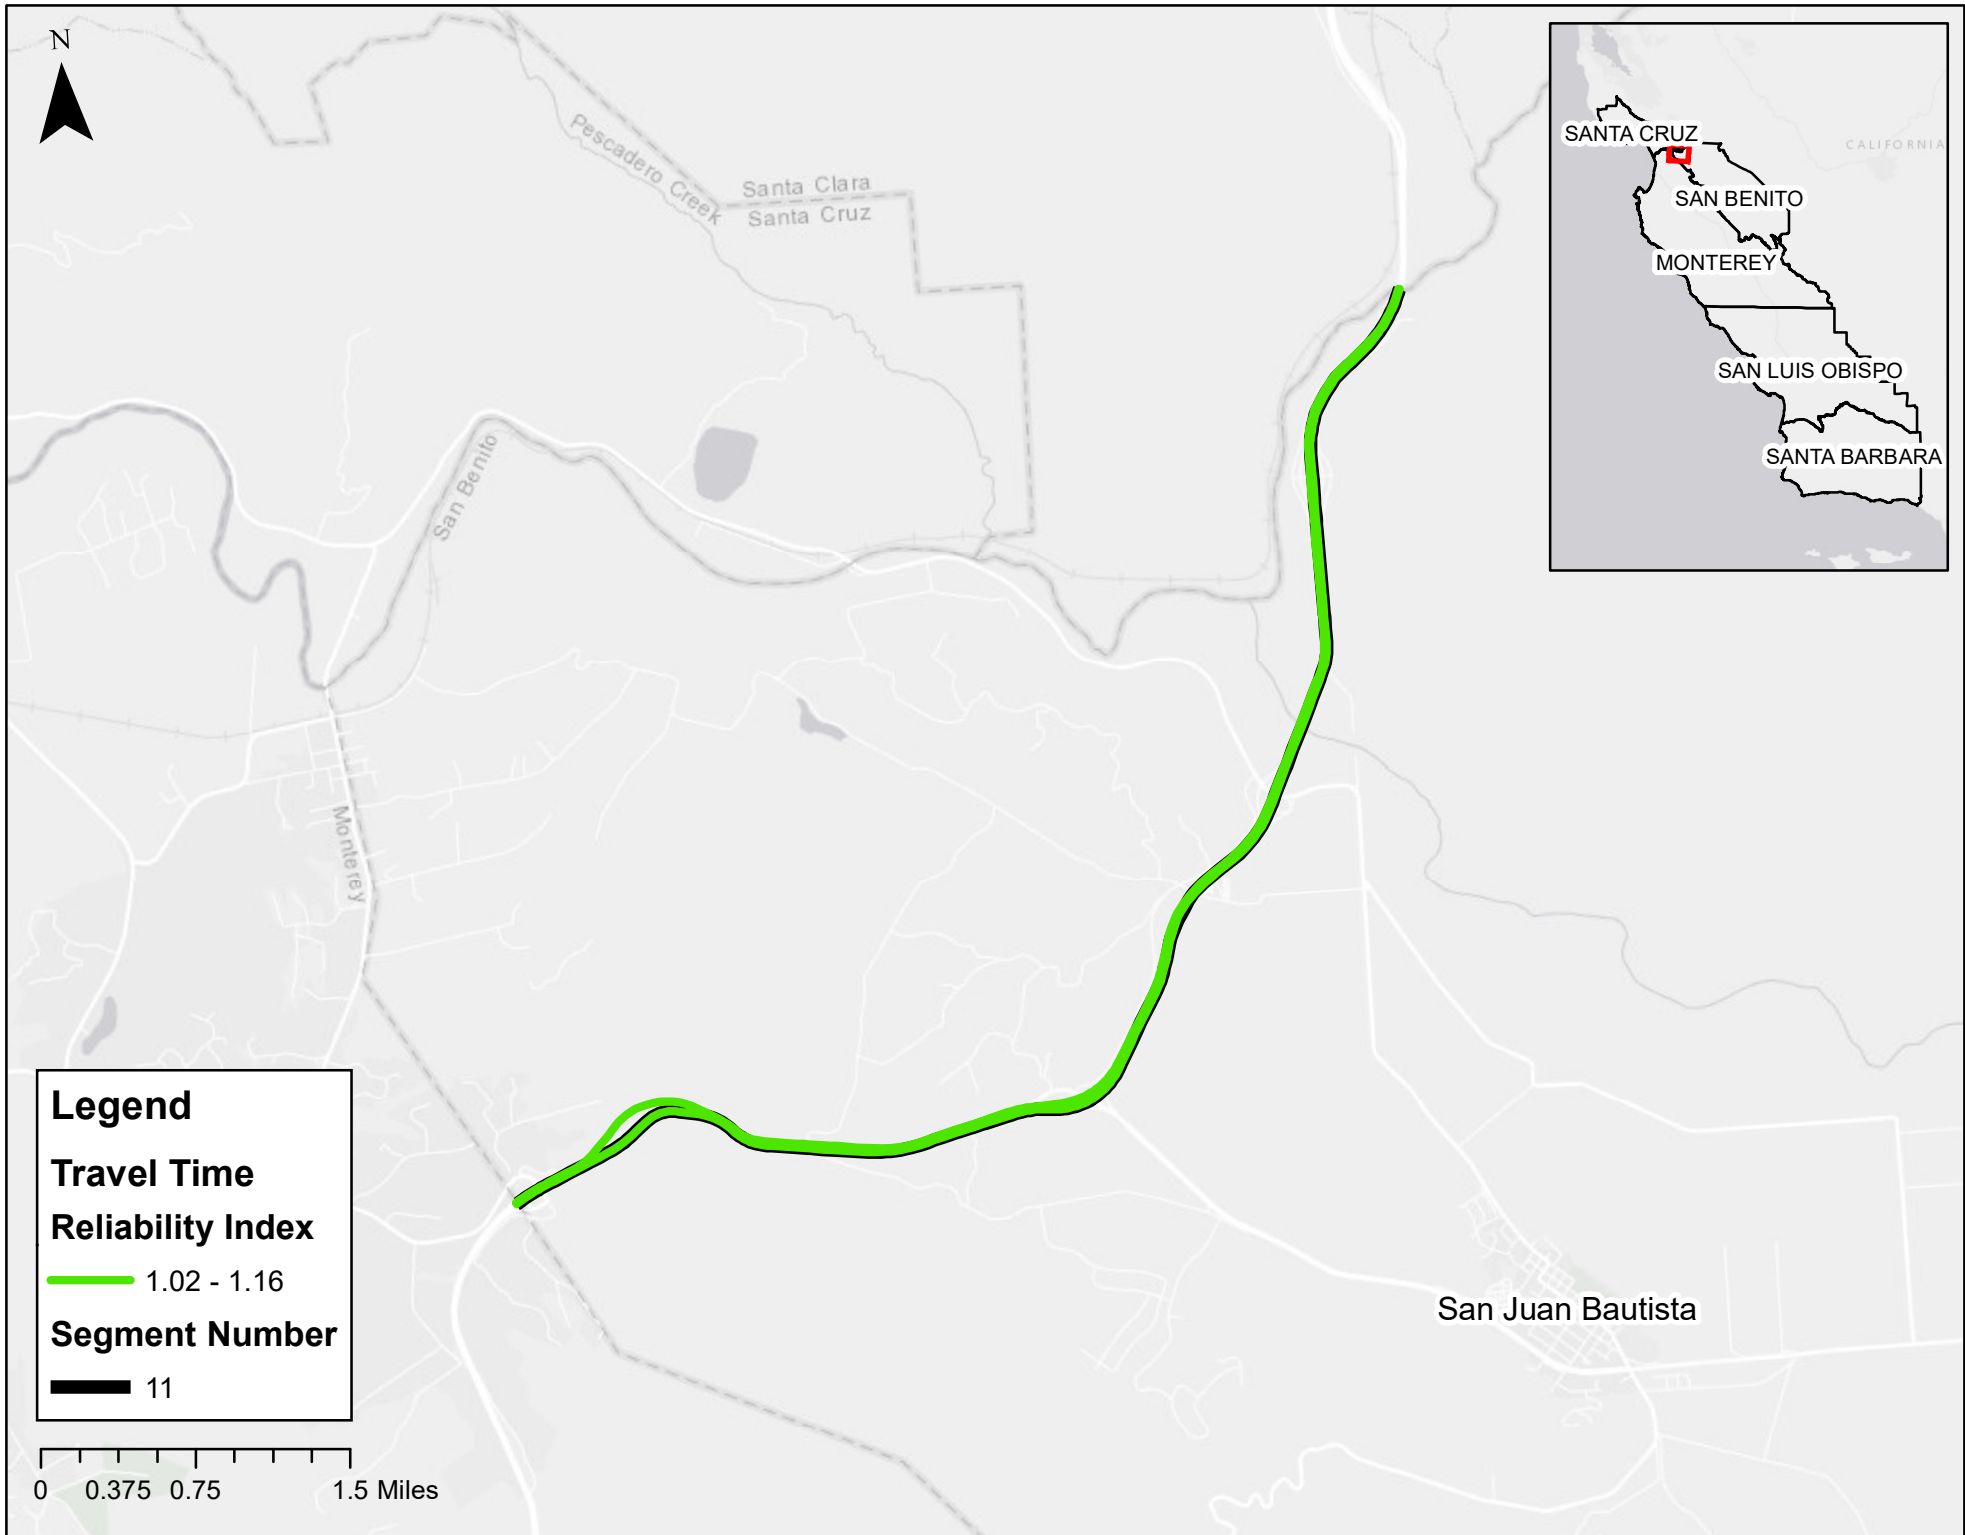 N
Pescadero Creek
Santa Clara
Santa Cruz
San Benito
Monterey
San Juan Bautista
CALIFORNIA
SANTA CRUZ
SAN BENITO
MONTEREY
SAN LUIS OBISPO
SANTA BARBARA
Legend
Travel Time
Reliability Index
1.02 - 1.16
Segment Number
11
0 0.375 0.75 1.5 Miles